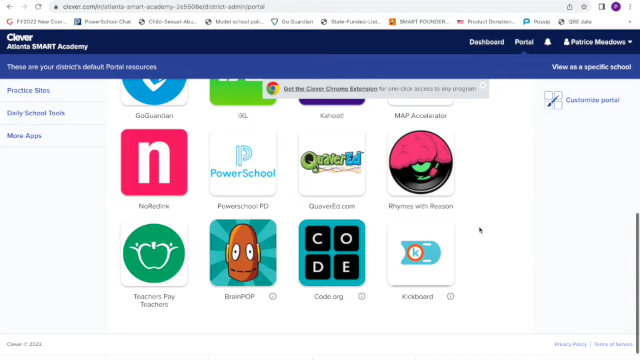 clever.com/in/atlanta-smart-academy-2e5508e/district-admin/portal
FY2022 New Coor... PowerSchool Chat Child-Sexual-Abu... Model school polic... Go Guardian State-Funded-List... SMART FOUNDER... Product Donation... Possip QBE data
Clever
Atlanta SMART Academy
Dashboard Portal Patrice Meadows
These are your district's default Portal resources
View as a specific school
Practice Sites
Daily School Tools
More Apps
Get the Clever Chrome Extension for one-click access to any program
Customize portal
GoGuardian IXL Kahoot! MAP Accelerator
n
P
PowerSchool
QUAVERED
NoRedInk Powerschool PD QuaverEd.com Rhymes with Reason
CO
DE
k
Teachers Pay Teachers BrainPOP Code.org Kickboard
Clever © 2023.
Privacy Policy | Terms of Service